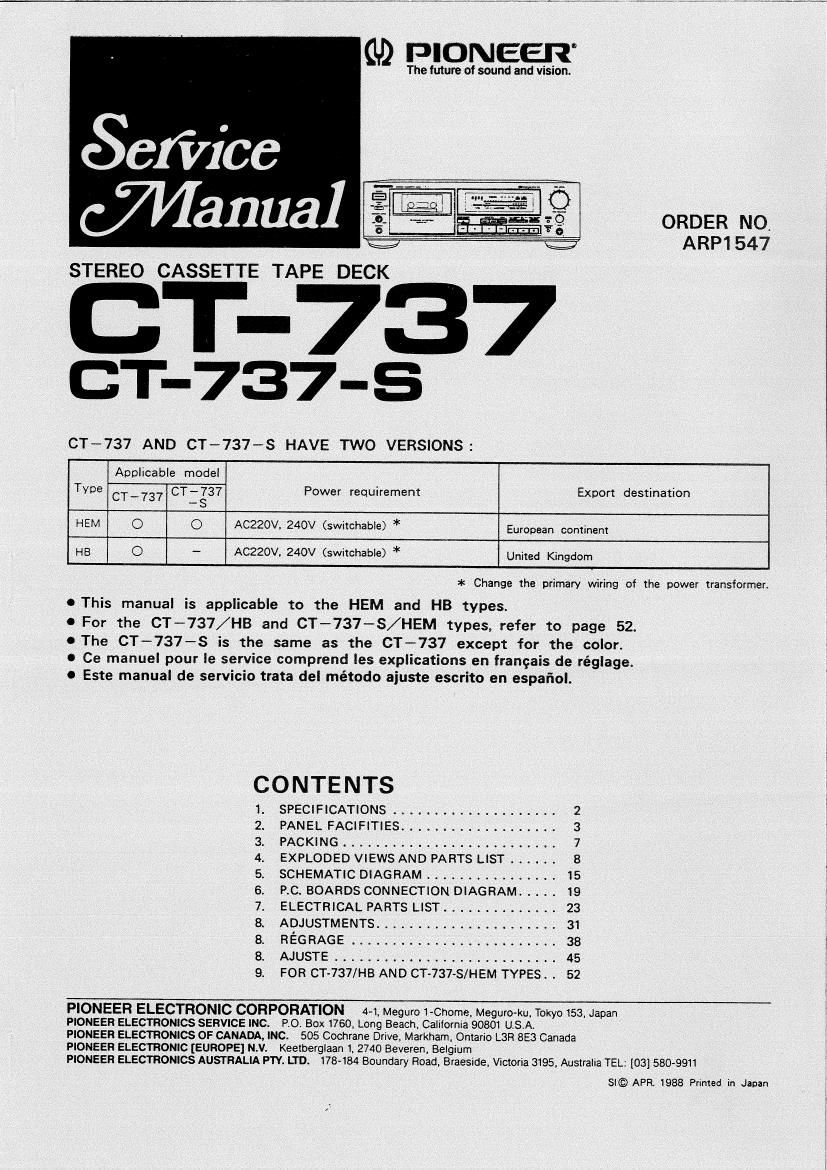 PIONEER®
The future of sound and vision.
Service
Manual
ORDER NO.
ARP1547
STEREO CASSETTE TAPE DECK
CT-737
CT-737-S
CT-737 AND CT-737-S HAVE TWO VERSIONS :
Type Applicable model Power requirement Export destination
CT-737 CT-737-S
HEM ○ ○ AC220V, 240V (switchable) * European continent
HB ○ – AC220V, 240V (switchable) * United Kingdom
* Change the primary wiring of the power transformer.
● This manual is applicable to the HEM and HB types.
● For the CT-737/HB and CT-737-S/HEM types, refer to page 52.
● The CT-737-S is the same as the CT-737 except for the color.
● Ce manuel pour le service comprend les explications en français de réglage.
● Este manual de servicio trata del método ajuste escrito en español.
CONTENTS
1. SPECIFICATIONS .................... 2
2. PANEL FACIFITIES................... 3
3. PACKING .......................... 7
4. EXPLODED VIEWS AND PARTS LIST ...... 8
5. SCHEMATIC DIAGRAM ................ 15
6. P.C. BOARDS CONNECTION DIAGRAM..... 19
7. ELECTRICAL PARTS LIST.............. 23
8. ADJUSTMENTS...................... 31
8. RÉGRAGE ......................... 38
8. AJUSTE ........................... 45
9. FOR CT-737/HB AND CT-737-S/HEM TYPES.. 52
PIONEER ELECTRONIC CORPORATION 4-1, Meguro 1-Chome, Meguro-ku, Tokyo 153, Japan
PIONEER ELECTRONICS SERVICE INC. P.O. Box 1760, Long Beach, California 90801 U.S.A.
PIONEER ELECTRONICS OF CANADA, INC. 505 Cochrane Drive, Markham, Ontario L3R 8E3 Canada
PIONEER ELECTRONIC [EUROPE] N.V. Keetberglaan 1, 2740 Beveren, Belgium
PIONEER ELECTRONICS AUSTRALIA PTY. LTD. 178-184 Boundary Road, Braeside, Victoria 3195, Australia TEL: [03] 580-9911
SI © APR. 1988 Printed in Japan